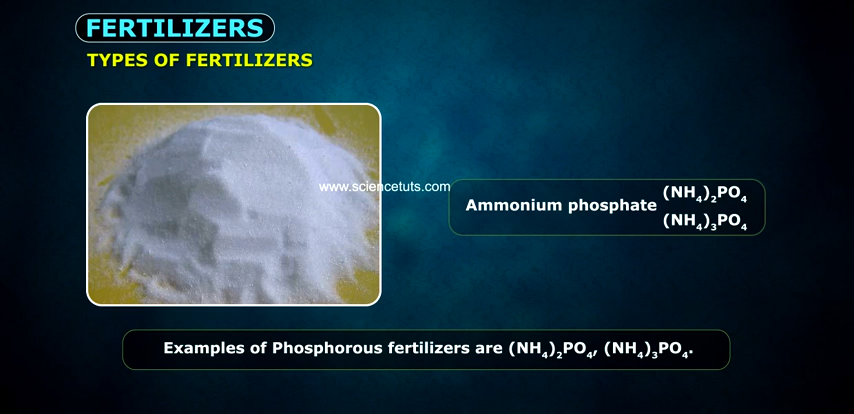 FERTILIZERS
TYPES OF FERTILIZERS
www.sciencetuts.com
Ammonium phosphate (NH₄)₂PO₄
(NH₄)₃PO₄
Examples of Phosphorous fertilizers are (NH₄)₂PO₄, (NH₄)₃PO₄.